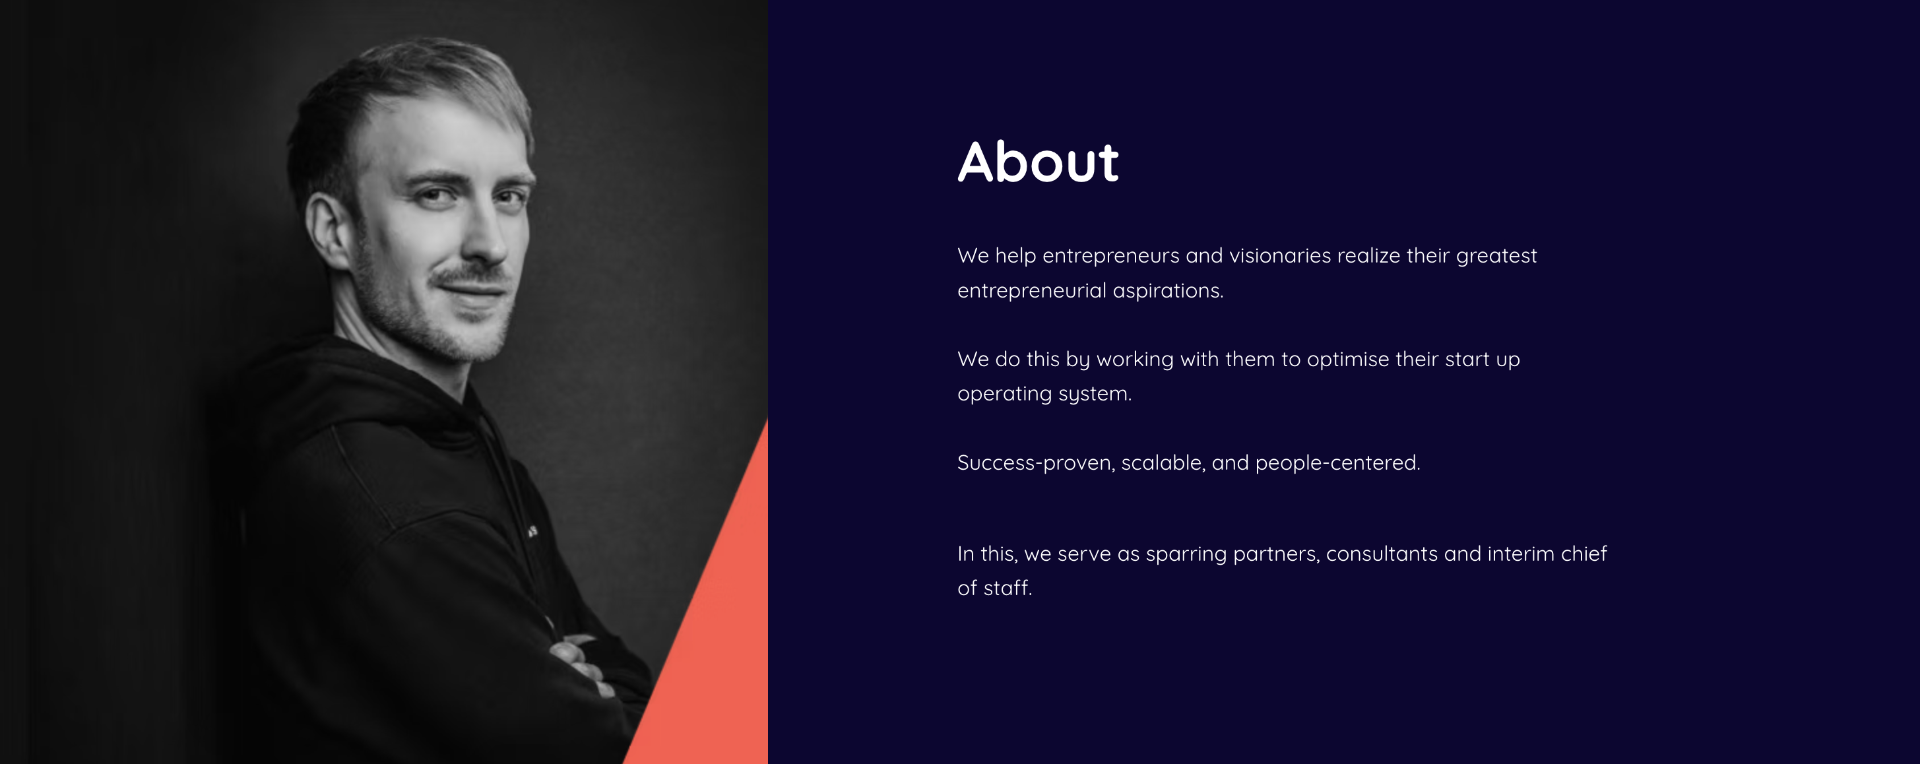 About
We help entrepreneurs and visionaries realize their greatest
entrepreneurial aspirations.
We do this by working with them to optimise their start up
operating system.
Success-proven, scalable, and people-centered.
In this, we serve as sparring partners, consultants and interim chief
of staff.